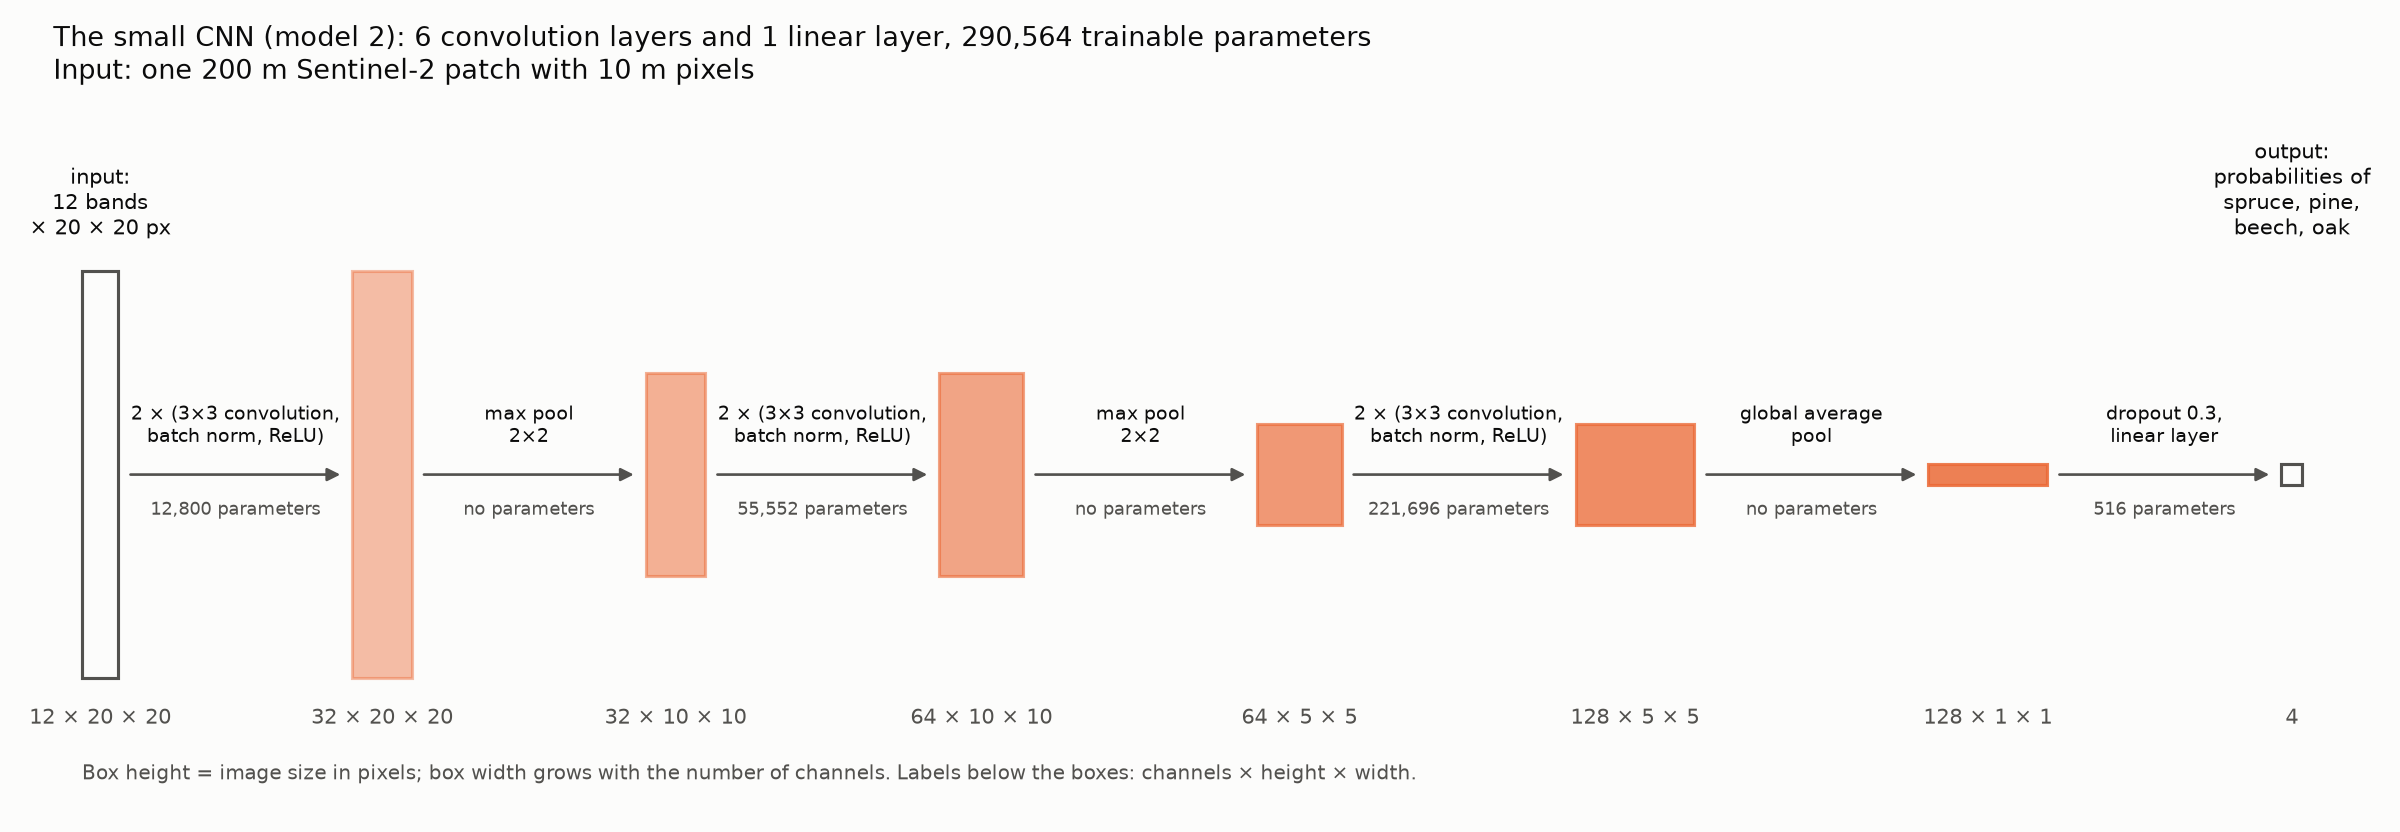 The small CNN (model 2): 6 convolution layers and 1 linear layer, 290,564 trainable parameters
Input: one 200 m Sentinel-2 patch with 10 m pixels
input:
12 bands
× 20 × 20 px
output:
probabilities of
spruce, pine,
beech, oak
2 × (3×3 convolution,
batch norm, ReLU)
12,800 parameters
max pool
2×2
no parameters
2 × (3×3 convolution,
batch norm, ReLU)
55,552 parameters
max pool
2×2
no parameters
2 × (3×3 convolution,
batch norm, ReLU)
221,696 parameters
global average
pool
no parameters
dropout 0.3,
linear layer
516 parameters
12 × 20 × 20
32 × 20 × 20
32 × 10 × 10
64 × 10 × 10
64 × 5 × 5
128 × 5 × 5
128 × 1 × 1
4
Box height = image size in pixels; box width grows with the number of channels. Labels below the boxes: channels × height × width.